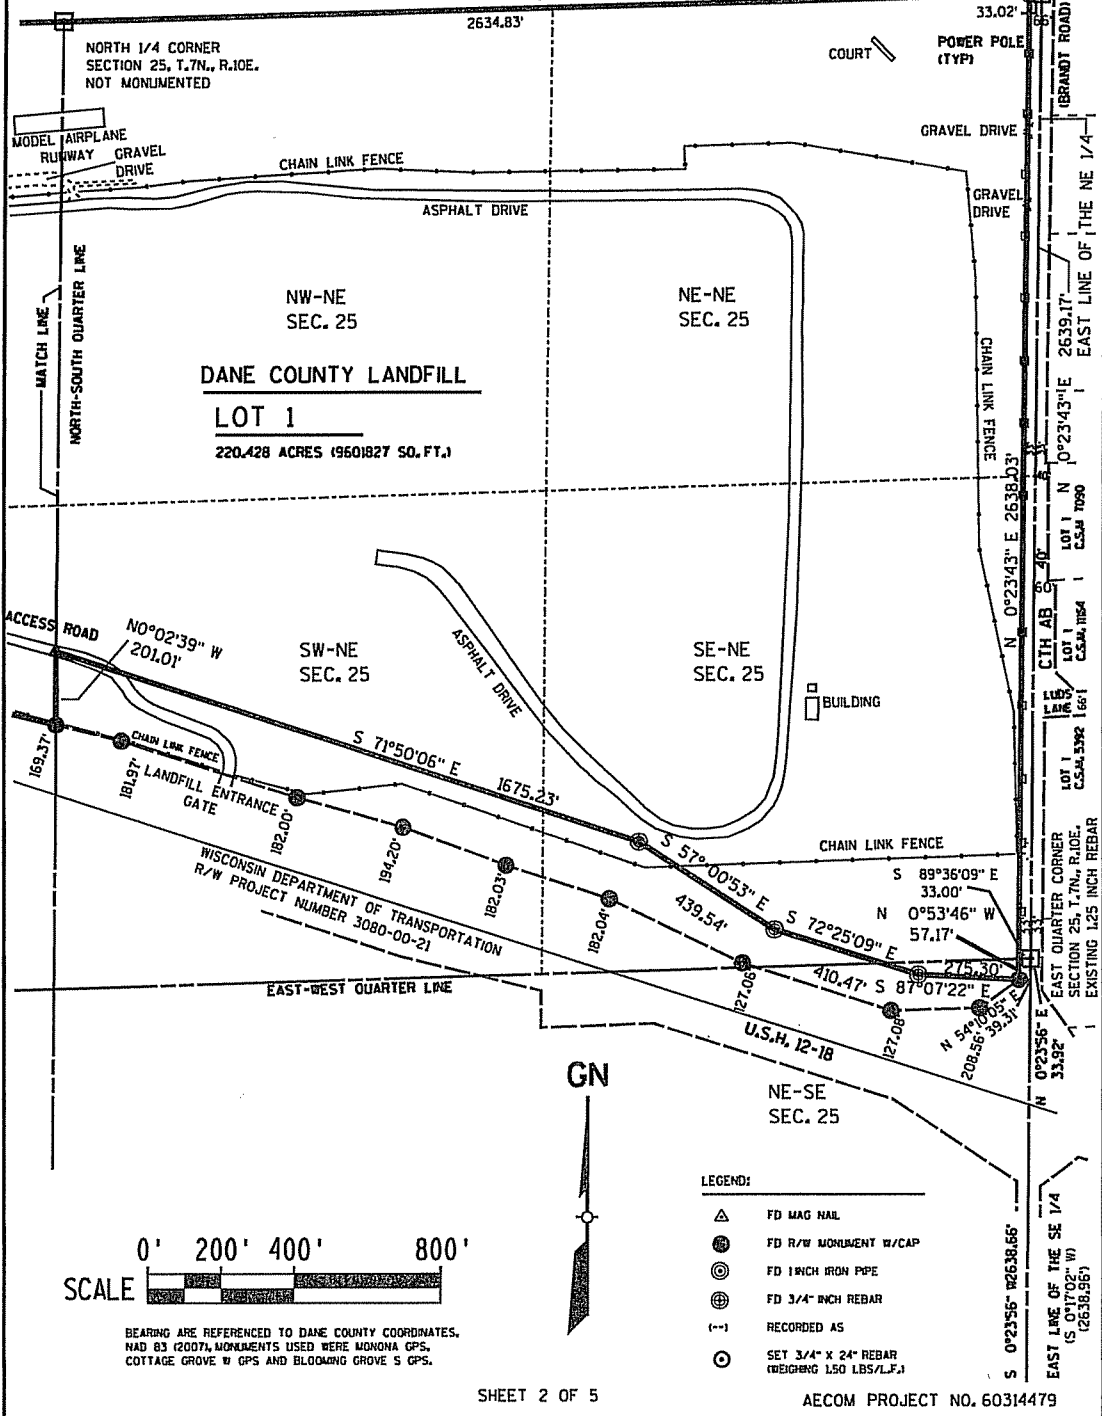 2634.83'
33.02'
66'
NORTH 1/4 CORNER
SECTION 25, T.7N., R.10E.
NOT MONUMENTED
COURT
POWER POLE
(TYP)
(BRANDT ROAD)
MODEL AIRPLANE
RUNWAY
GRAVEL
DRIVE
CHAIN LINK FENCE
ASPHALT DRIVE
GRAVEL DRIVE
GRAVEL
DRIVE
EAST LINE OF THE NE 1/4
N 0°23'43" E 2639.17'
MATCH LINE
NORTH-SOUTH QUARTER LINE
NW-NE
SEC. 25
NE-NE
SEC. 25
DANE COUNTY LANDFILL
LOT 1
220.428 ACRES (9601827 SQ.FT.)
CHAIN LINK FENCE
N 0°23'43" E 2638.03'
33'
40'
LOT 1
C.S.M. 7090
40'
60'
CTH AB
LOT 1
C.S.M. 11154
LUDS
LANE
66'
LOT 1
C.S.M. 5392
ACCESS ROAD
N0°02'39" W
201.01'
SW-NE
SEC. 25
ASPHALT DRIVE
SE-NE
SEC. 25
BUILDING
CHAIN LINK FENCE
LANDFILL ENTRANCE
GATE
S 71°50'06" E 1675.23'
169.37'
181.97'
182.00'
194.20'
182.03'
182.04'
127.06'
127.08'
208.56'
WISCONSIN DEPARTMENT OF TRANSPORTATION
R/W PROJECT NUMBER 3080-00-21
S 57°00'53" E
439.54'
CHAIN LINK FENCE
S 89°36'09" E
33.00'
N 0°53'46" W
57.17'
S 72°25'09" E
410.47'
275.30'
S 87°07'22" E
N 54°10'05" E
39.31'
33'
EAST QUARTER CORNER
SECTION 25, T.7N., R.10E.
EXISTING 1.25 INCH REBAR
EAST-WEST QUARTER LINE
U.S.H. 12-18
N 0°23'56" E
33.92'
GN
NE-SE
SEC. 25
LEGEND:
FD MAG NAIL
FD R/W MONUMENT W/CAP
FD 1 INCH IRON PIPE
FD 3/4" INCH REBAR
(--) RECORDED AS
SET 3/4" X 24" REBAR
(WEIGHING 1.50 LBS/L.F.)
S 0°23'56" W 2638.66'
EAST LINE OF THE SE 1/4
(S 0°17'02" W)
(2638.96')
0' 200' 400' 800'
SCALE
BEARING ARE REFERENCED TO DANE COUNTY COORDINATES,
NAD 83 (2007), MONUMENTS USED WERE MONONA GPS,
COTTAGE GROVE W GPS AND BLOOMING GROVE S GPS.
SHEET 2 OF 5
AECOM PROJECT NO. 60314479